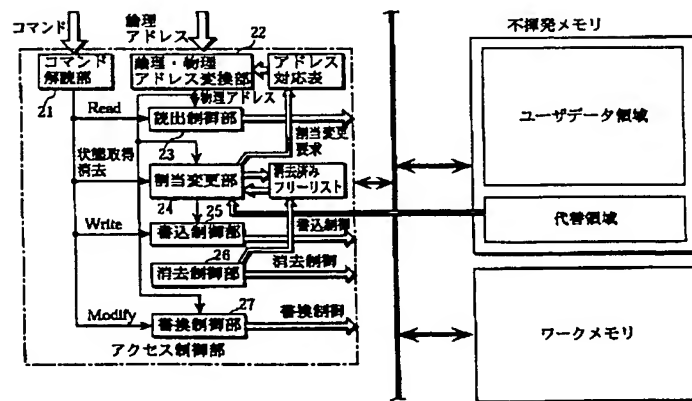 コマンド
論理
アドレス
22
不揮発メモリ
コマンド
解読部
論理・物理
アドレス変換部
アドレス
対応表
21
物理アドレス
ユーザデータ領域
Read
読出制御部
23
割当変更
要求
状態取得
消去
割当変更部
消去済み
フリーリスト
24
25
代替領域
Write
書込制御部
書込制御
26
消去制御部
消去制御
27
Modify
書換制御部
書換制御
アクセス制御部
ワークメモリ